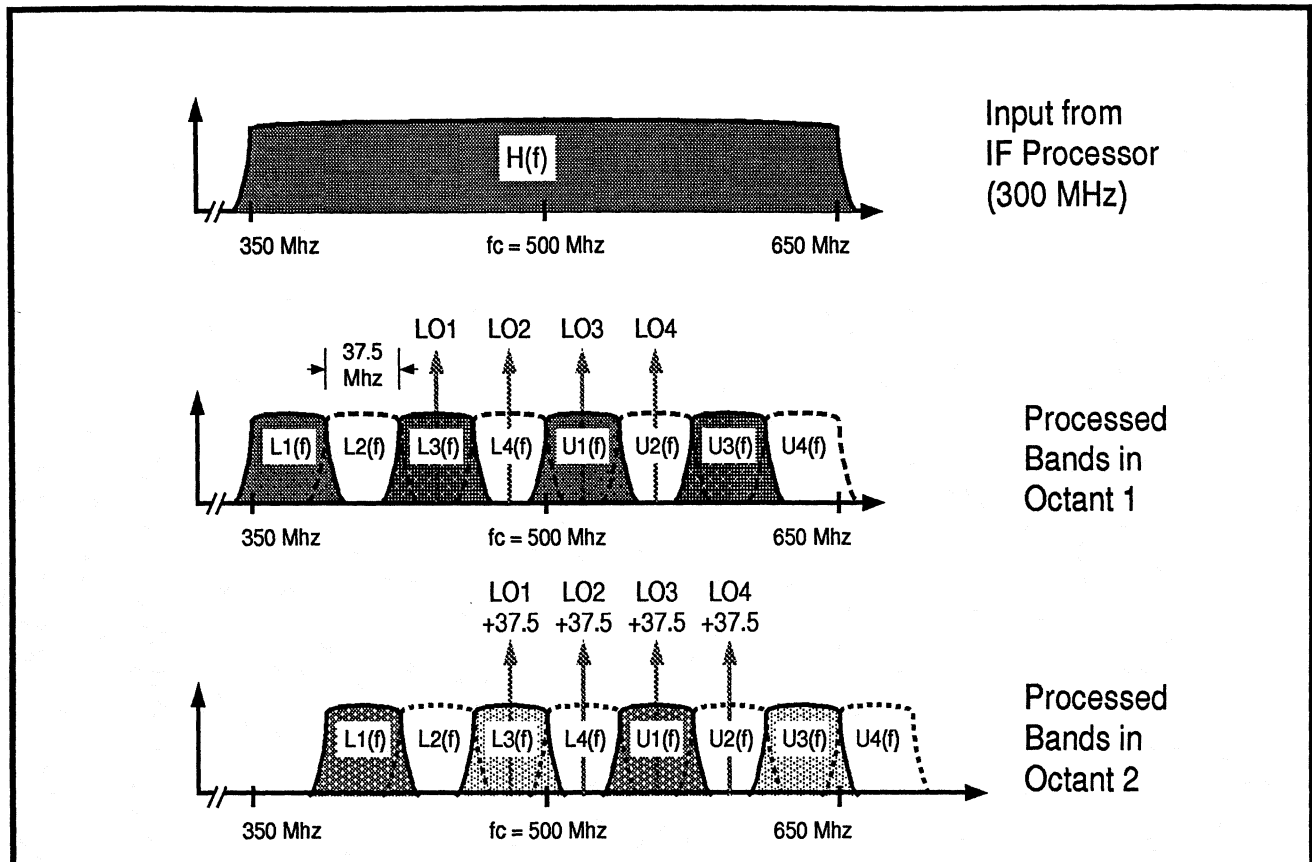 Input from
IF Processor
(300 MHz)
H(f)
350 Mhz fc = 500 Mhz 650 Mhz
LO1 LO2 LO3 LO4
37.5
Mhz
L1(f) L2(f) L3(f) L4(f) U1(f) U2(f) U3(f) U4(f)
Processed
Bands in
Octant 1
350 Mhz fc = 500 Mhz 650 Mhz
LO1 LO2 LO3 LO4
+37.5 +37.5 +37.5 +37.5
L1(f) L2(f) L3(f) L4(f) U1(f) U2(f) U3(f) U4(f)
Processed
Bands in
Octant 2
350 Mhz fc = 500 Mhz 650 Mhz